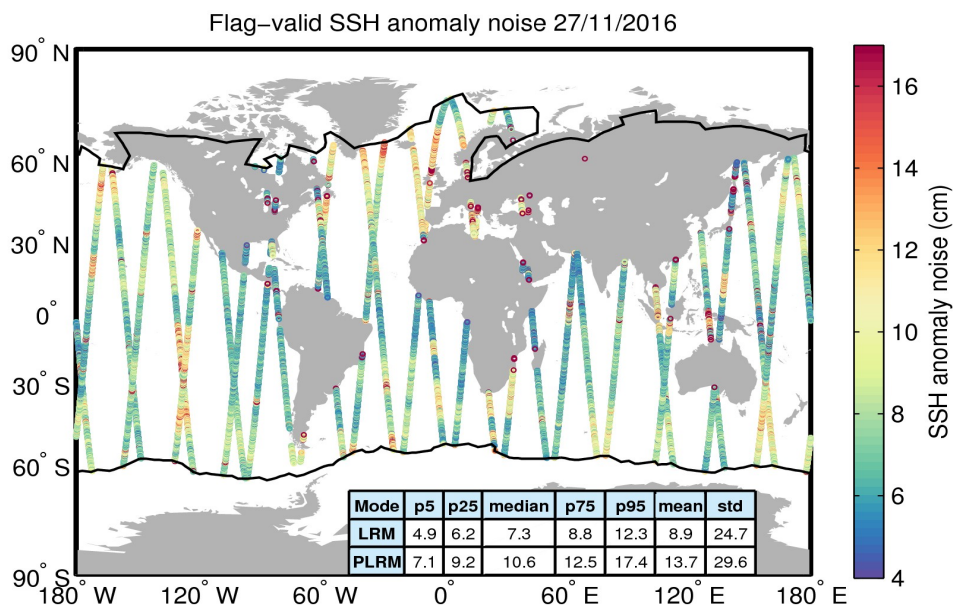 Flag−valid SSH anomaly noise 27/11/2016
90° N
60° N
30° N
0°
30° S
60° S
90° S
180° W
120° W
60° W
0°
60° E
120° E
180° E
Mode p5 p25 median p75 p95 mean std
LRM 4.9 6.2 7.3 8.8 12.3 8.9 24.7
PLRM 7.1 9.2 10.6 12.5 17.4 13.7 29.6
16
14
12
10
8
6
4
SSH anomaly noise (cm)